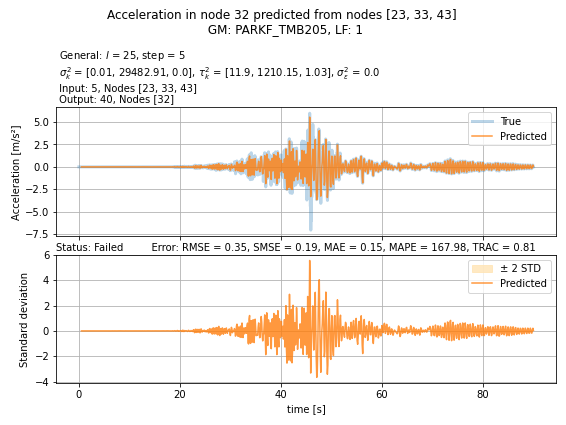 Acceleration in node 32 predicted from nodes [23, 33, 43]
GM: PARKF_TMB205, LF: 1
General: l = 25, step = 5
σ²ₖ = [0.01, 29482.91, 0.0], τ²ₖ = [11.9, 1210.15, 1.03], σ²ε = 0.0
Input: 5, Nodes [23, 33, 43]
Output: 40, Nodes [32]
5.0
2.5
0.0
−2.5
−5.0
−7.5
Acceleration [m/s²]
True
Predicted
Status: Failed Error: RMSE = 0.35, SMSE = 0.19, MAE = 0.15, MAPE = 167.98, TRAC = 0.81
6
4
2
0
−2
−4
Standard deviation
± 2 STD
Predicted
0 20 40 60 80
time [s]